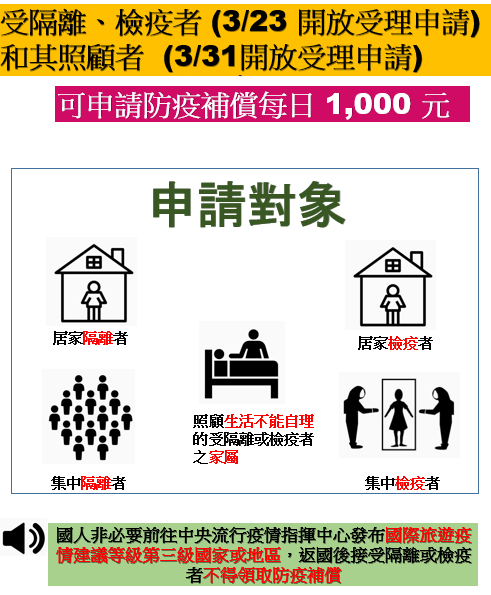 受隔離、檢疫者 (3/23 開放受理申請)
和其照顧者 (3/31開放受理申請)
可申請防疫補償每日 1,000 元
申請對象
居家隔離者
居家檢疫者
照顧生活不能自理
的受隔離或檢疫者
之家屬
集中隔離者
集中檢疫者
國人非必要前往中央流行疫情指揮中心發布國際旅遊疫
情建議等級第三級國家或地區，返國後接受隔離或檢疫
者不得領取防疫補償